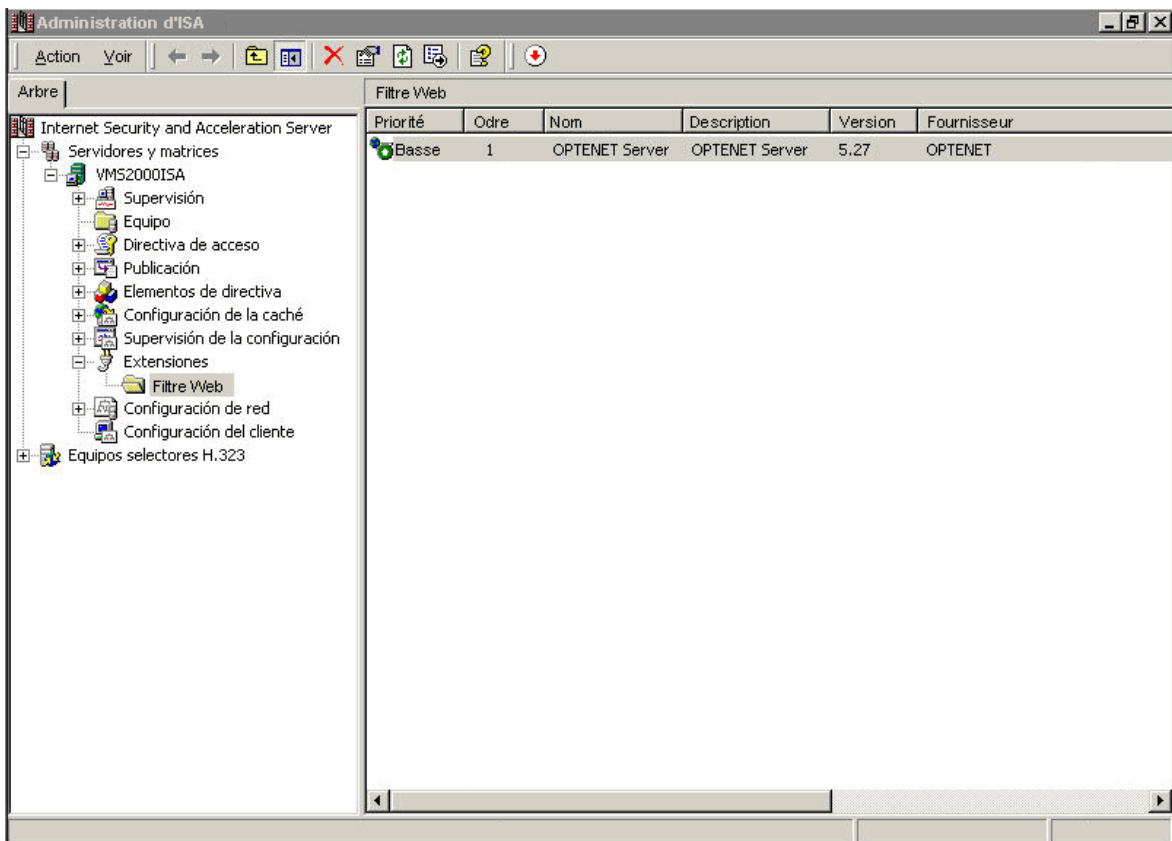 Administration d'ISA
Action Voir
Arbre
Filtre Web
Internet Security and Acceleration Server
Servidores y matrices
VMS2000ISA
Supervisión
Equipo
Directiva de acceso
Publicación
Elementos de directiva
Configuración de la caché
Supervisión de la configuración
Extensiones
Filtre Web
Configuración de red
Configuración del cliente
Equipos selectores H.323
Priorité Odre Nom Description Version Fournisseur
Basse 1 OPTENET Server OPTENET Server 5.27 OPTENET